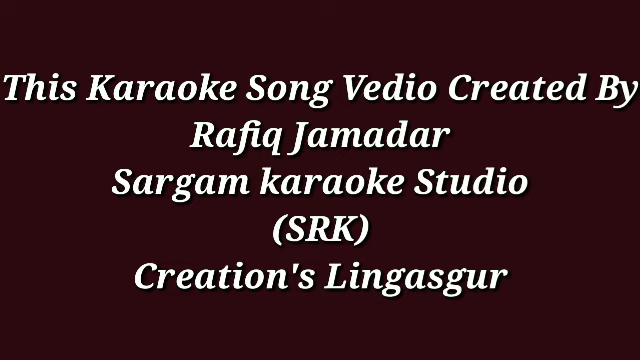 This Karaoke Song Vedio Created By
Rafiq Jamadar
Sargam karaoke Studio
(SRK)
Creation's Lingasgur